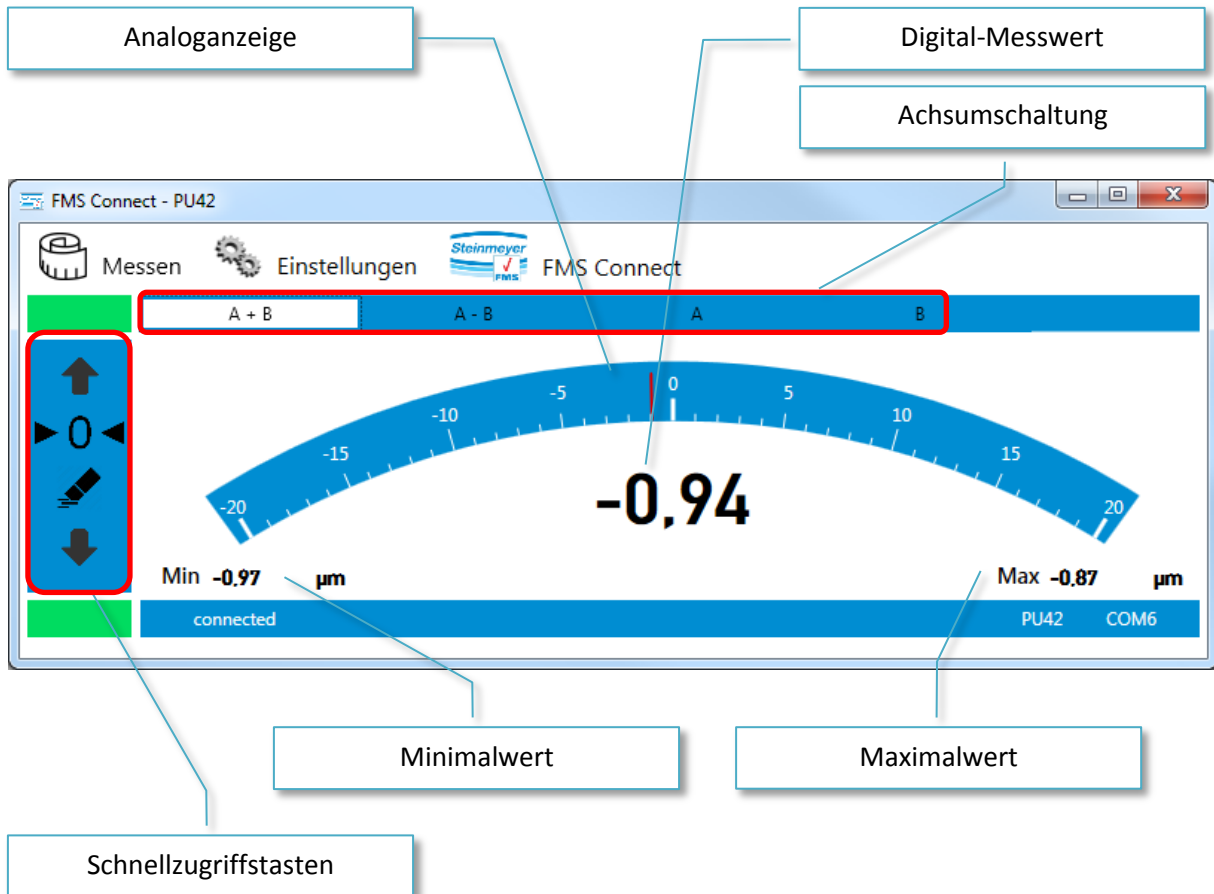 Analoganzeige
Digital-Messwert
Achsumschaltung
FMS Connect - PU42
Messen
Einstellungen
Steinmeyer
FMS
FMS Connect
A + B
A - B
A
B
-20
-15
-10
-5
0
5
10
15
20
0
-0,94
Min -0,97 µm
Max -0,87 µm
connected
PU42
COM6
Minimalwert
Maximalwert
Schnellzugriffstasten